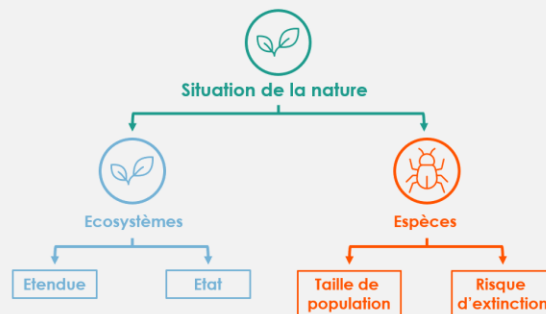 Situation de la nature
Ecosystèmes
Espèces
Etendue
Etat
Taille de
population
Risque
d'extinction